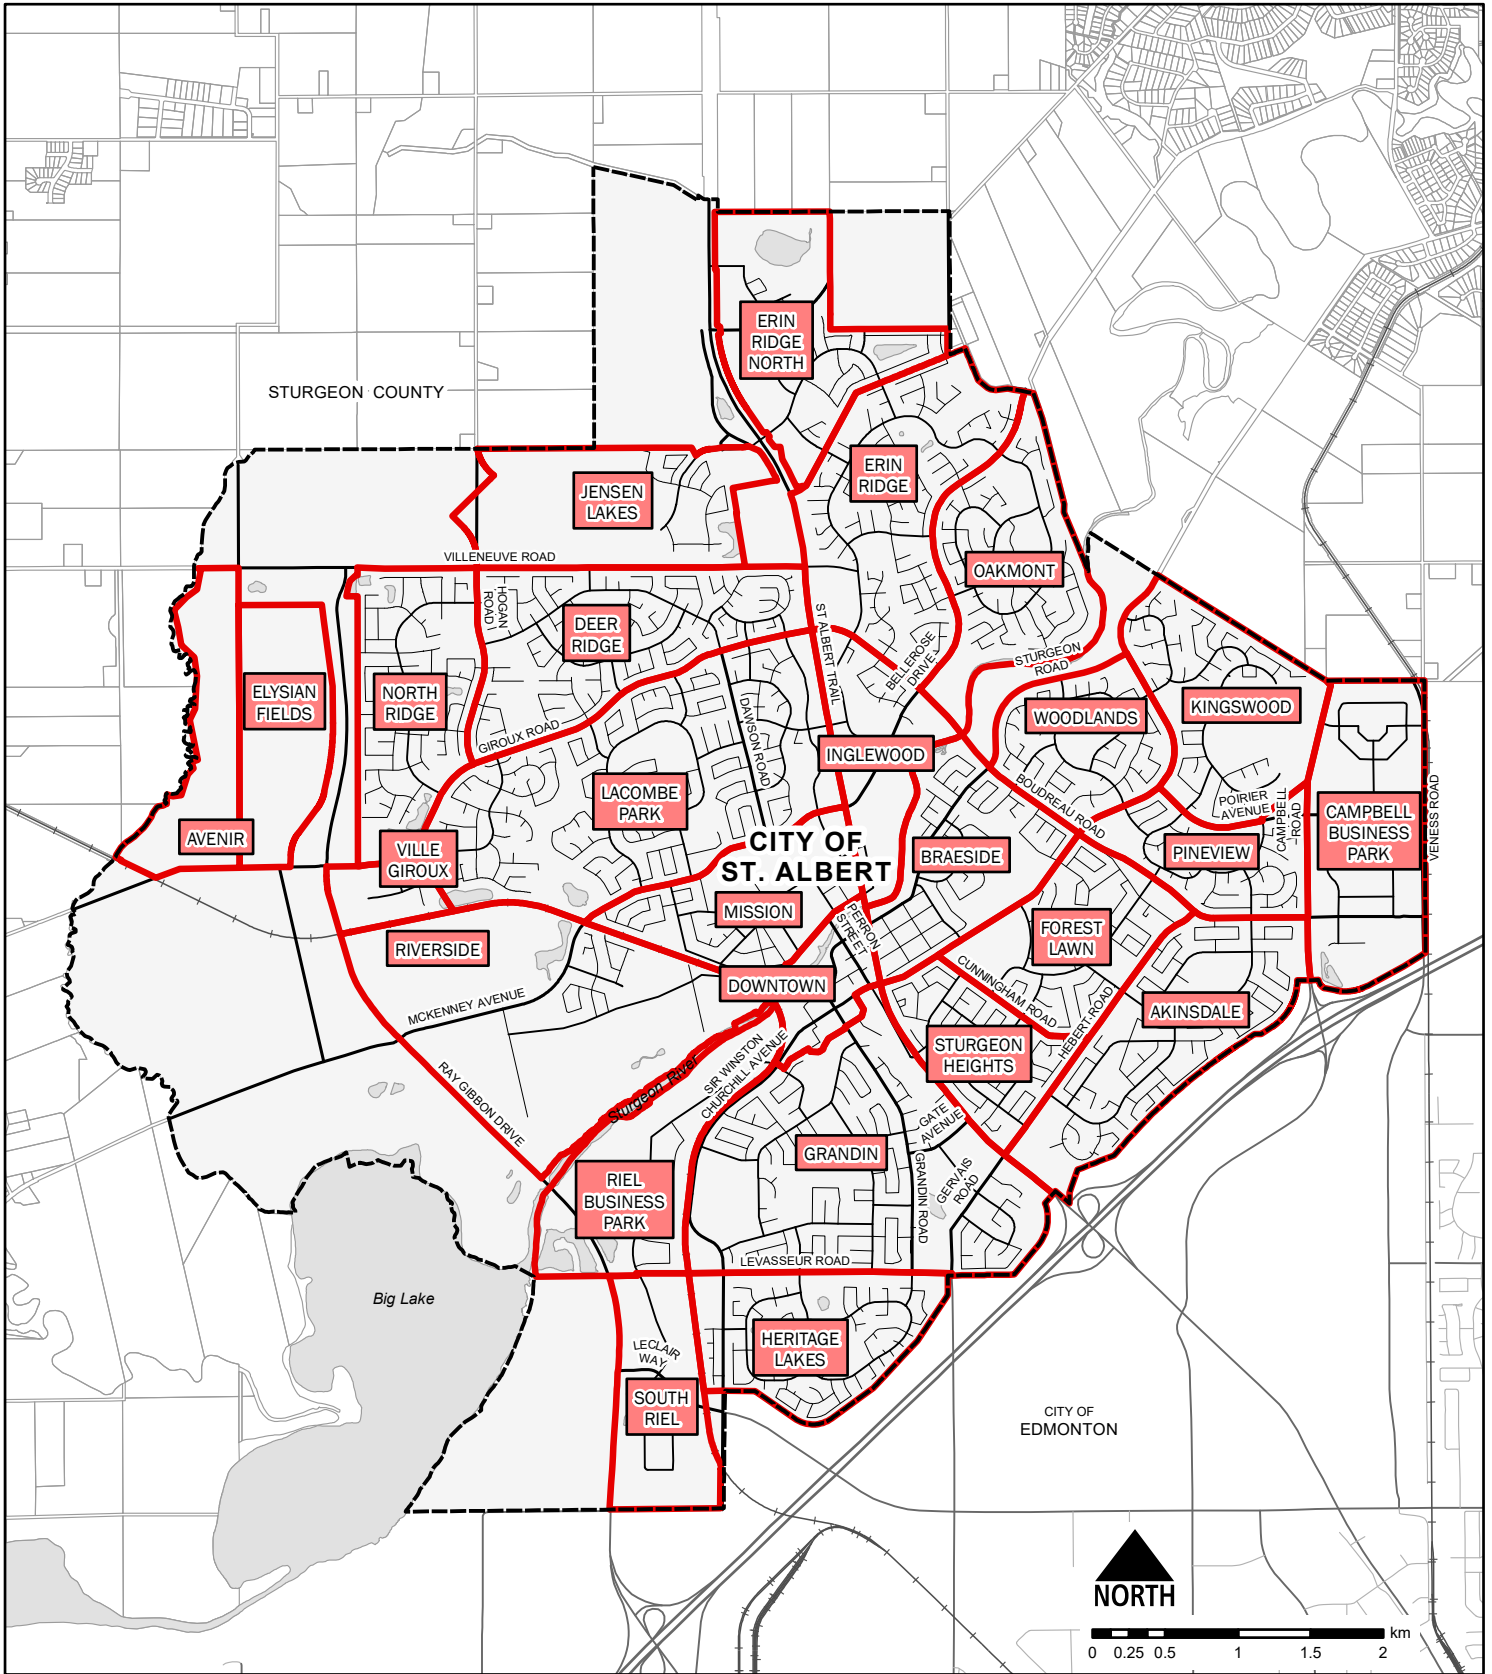 ERIN
RIDGE
NORTH
STURGEON COUNTY
ERIN
RIDGE
JENSEN
LAKES
VILLENEUVE ROAD
OAKMONT
HOGAN
ROAD
DEER
RIDGE
ST ALBERT TRAIL
BELLEROSE
DRIVE
STURGEON
ROAD
ELYSIAN
FIELDS
NORTH
RIDGE
KINGSWOOD
WOODLANDS
GIROUX ROAD
DAWSON ROAD
INGLEWOOD
LACOMBE
PARK
BOUDREAU ROAD
POIRIER
AVENUE
CAMPBELL
ROAD
CAMPBELL
BUSINESS
PARK
VENESS ROAD
AVENIR
VILLE
GIROUX
CITY OF
ST. ALBERT
BRAESIDE
PINEVIEW
MISSION
PERRON
STREET
FOREST
LAWN
RIVERSIDE
DOWNTOWN
CUNNINGHAM ROAD
MCKENNEY AVENUE
AKINSDALE
HEBERT ROAD
STURGEON
HEIGHTS
SIR WINSTON
CHURCHILL AVENUE
Sturgeon River
RAY GIBBON DRIVE
GATE
AVENUE
GRANDIN
GRANDIN ROAD
GERVAIS
ROAD
RIEL
BUSINESS
PARK
LEVASSEUR ROAD
Big Lake
HERITAGE
LAKES
LECLAIR
WAY
SOUTH
RIEL
CITY OF
EDMONTON
NORTH
km
0 0.25 0.5 1 1.5 2